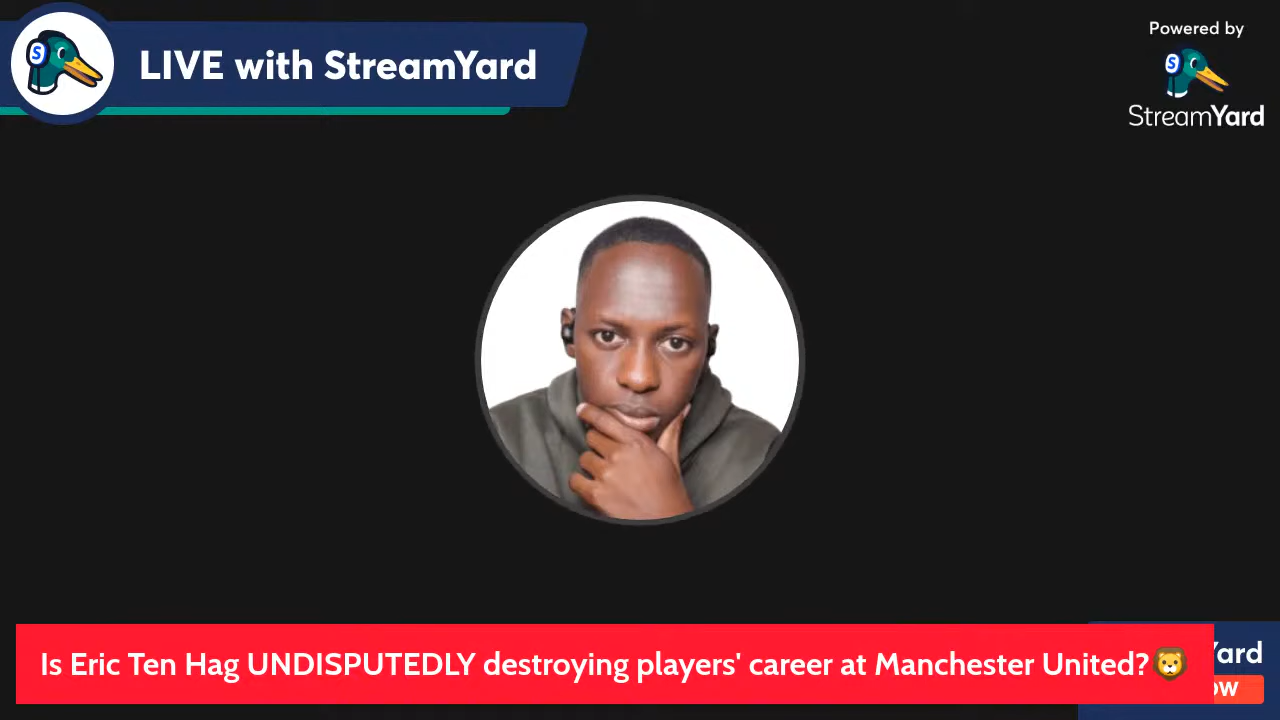 LIVE with StreamYard
Powered by
StreamYard
Is Eric Ten Hag UNDISPUTEDLY destroying players' career at Manchester United?🦁